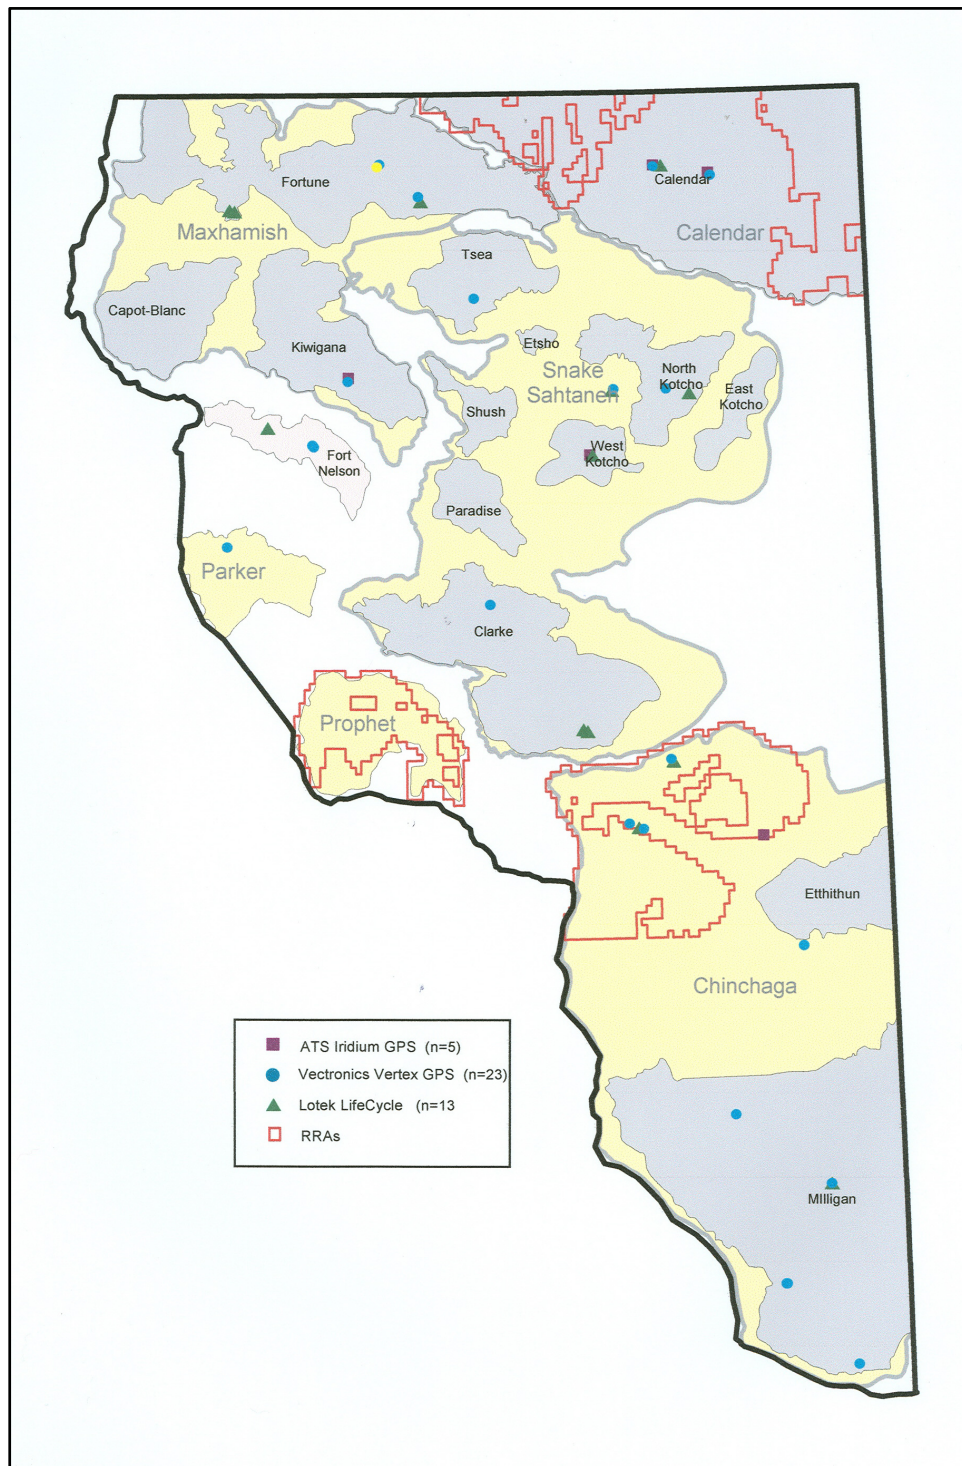 Fortune
Calendar
Maxhamish
Calendar
Tsea
Capot-Blanc
Etsho
Kiwigana
Snake
Sahtaneh
North
Kotcho
East
Kotcho
Shush
West
Kotcho
Fort
Nelson
Paradise
Parker
Clarke
Prophet
Etthithun
Chinchaga
ATS Iridium GPS (n=5)
Vectronics Vertex GPS (n=23)
Lotek LifeCycle (n=13
RRAs
MIlligan